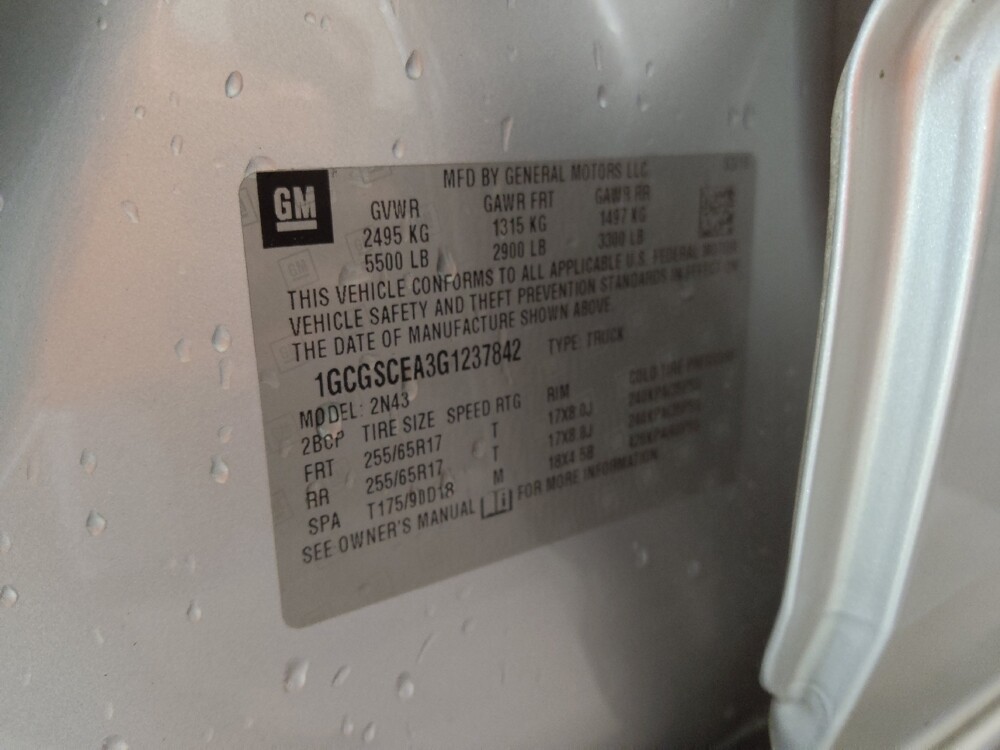 GM
MFD BY GENERAL MOTORS LLC
GVWR GAWR FRT GAWR RR
2495 KG 1315 KG 1497 KG
5500 LB 2900 LB 3300 LB
THIS VEHICLE CONFORMS TO ALL APPLICABLE U.S. FEDERAL MOTOR
VEHICLE SAFETY AND THEFT PREVENTION STANDARDS IN EFFECT ON
THE DATE OF MANUFACTURE SHOWN ABOVE.
1GCGSCEA3G1237842 TYPE: TRUCK
MODEL: 2N43
TIRE SIZE SPEED RTG RIM COLD TIRE PRESSURE
FRT 255/65R17 T 17X8.0J
RR 255/65R17 T 17X8.0J
SPA T175/90D18 M 18X4.5B
SEE OWNER'S MANUAL FOR MORE INFORMATION